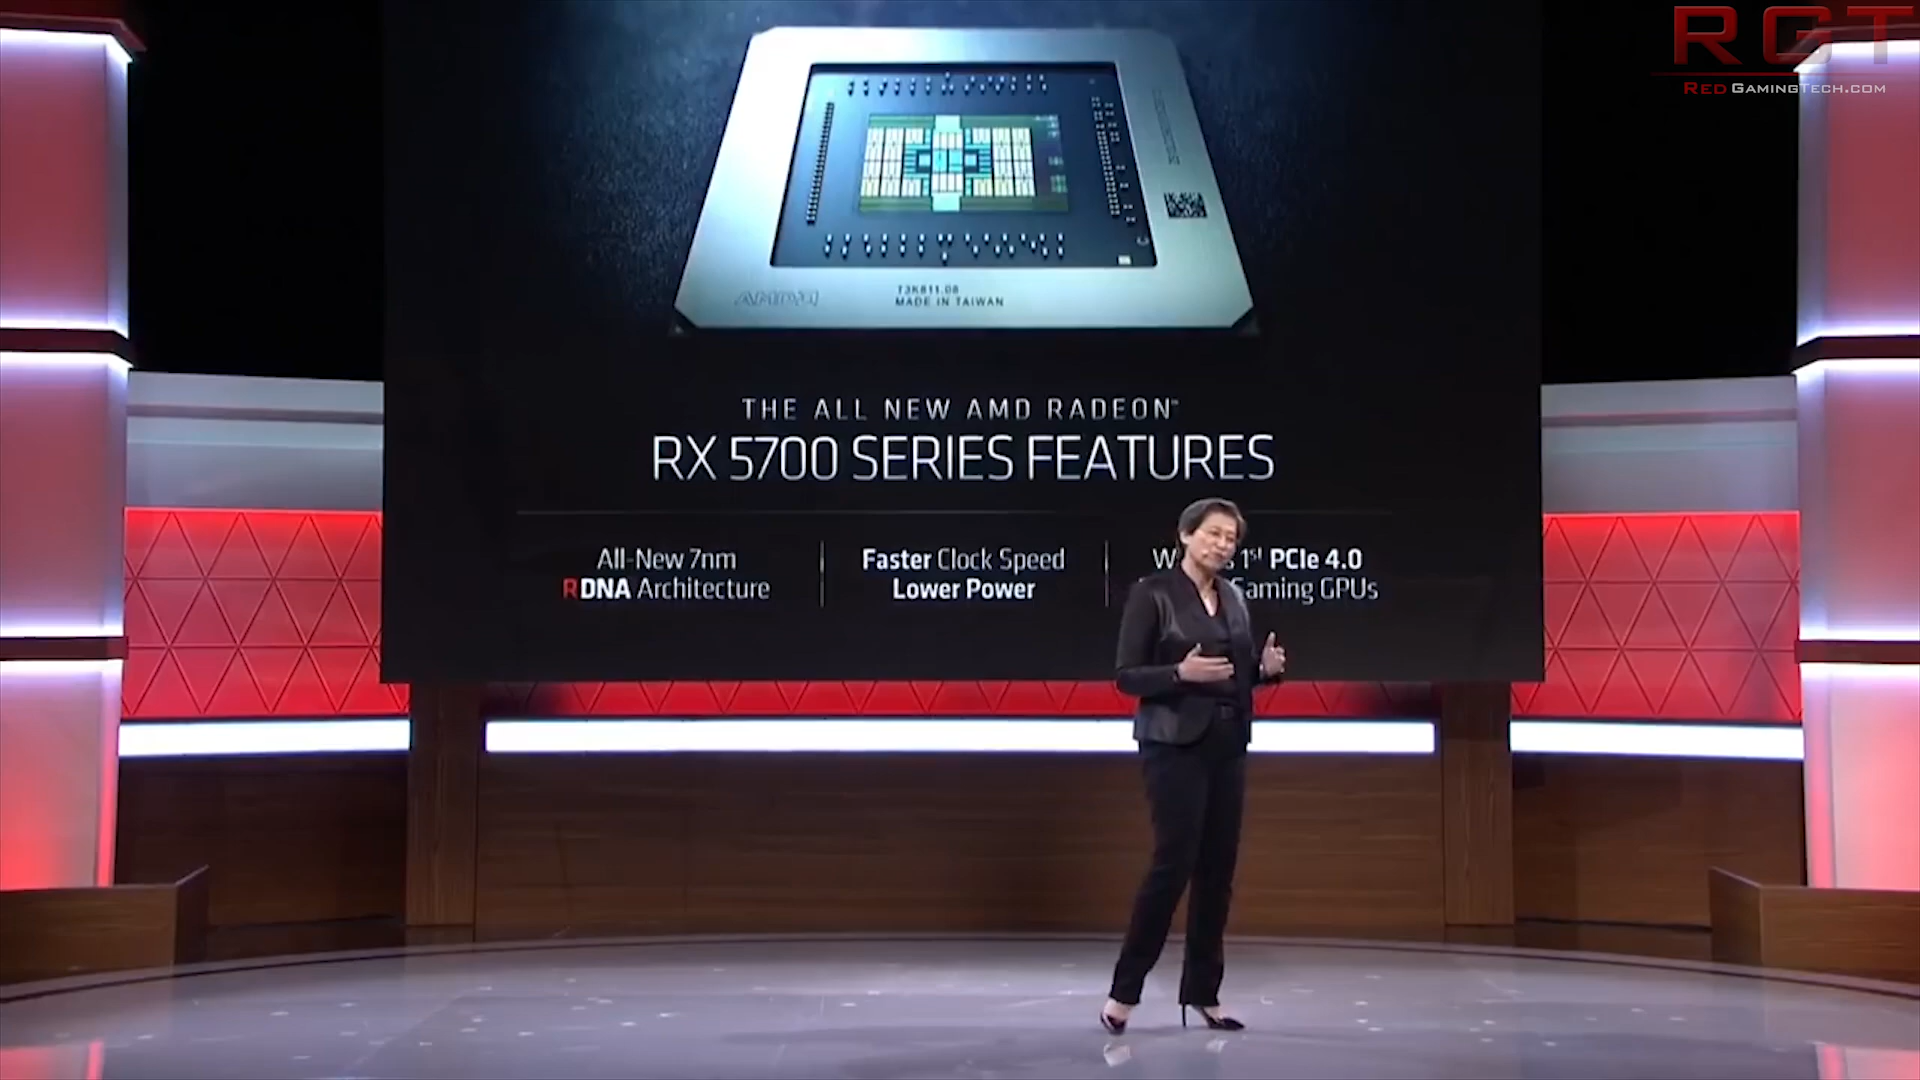 RGT
RED GAMINGTECH.COM
AMD
T3K811.08
MADE IN TAIWAN
THE ALL NEW AMD RADEON™
RX 5700 SERIES FEATURES
All-New 7nm
RDNA Architecture
Faster Clock Speed
Lower Power
1st PCIe 4.0
GPUs